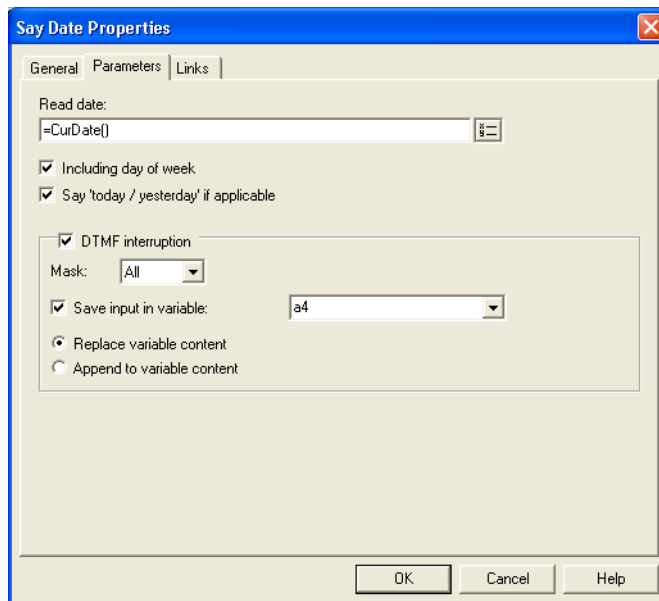 Say Date Properties
General Parameters Links
Read date:
=CurDate()
Including day of week
Say 'today / yesterday' if applicable
DTMF interruption
Mask: All
Save input in variable: a4
Replace variable content
Append to variable content
OK Cancel Help